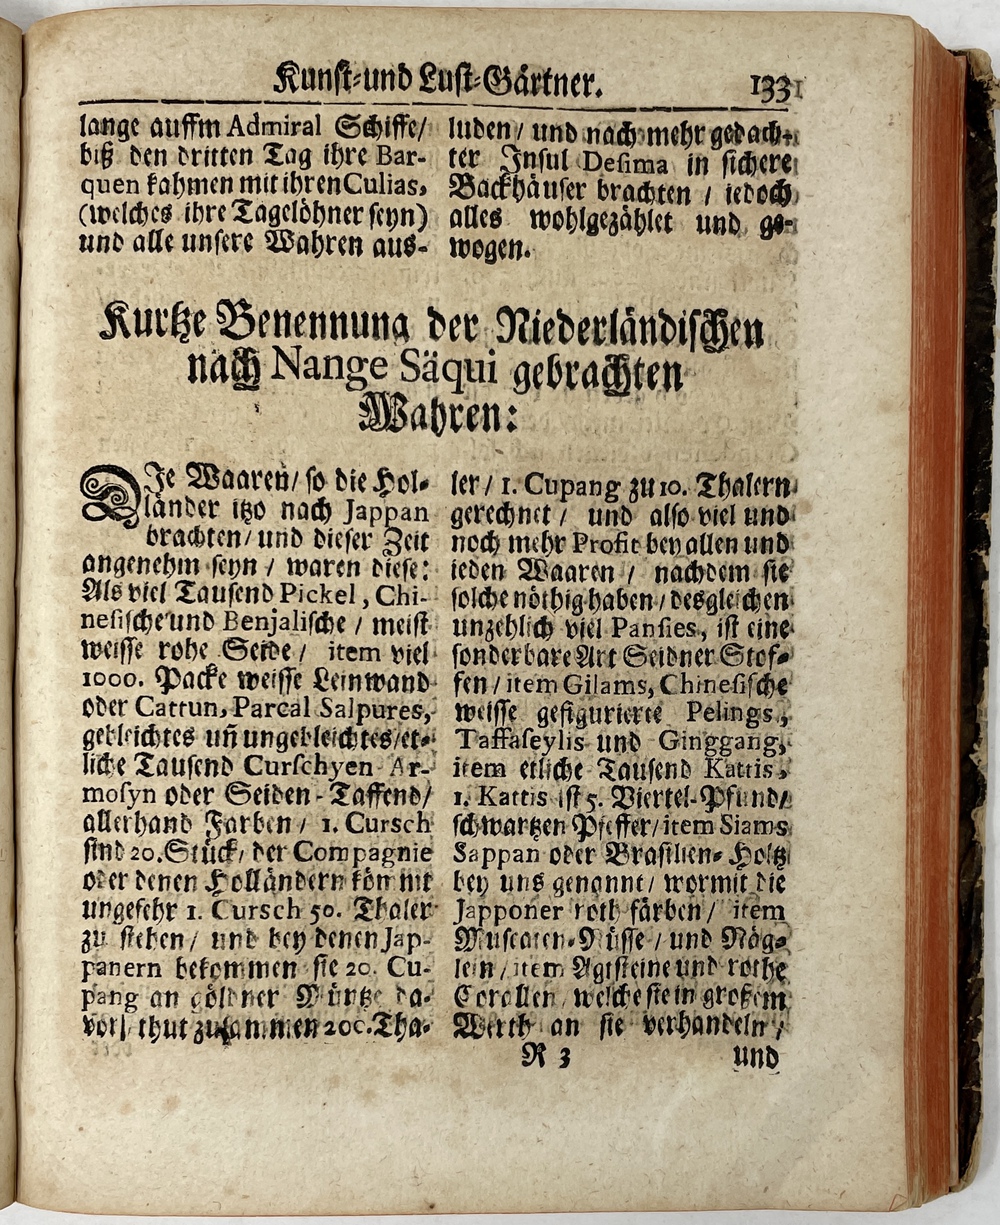 Kunst-und Lust-Gärtner.
133
lange auffm Admiral Schiffe/
biß den dritten Tag ihre Bar-
quen kahmen mit ihren Culias,
(welches ihre Tagelöhner seyn)
und alle unsere Wahren aus-
luden / und nach mehr gedach-
ter Insul Desima in sichere
Backhäuser brachten / iedoch
alles wohlgezählet und ge-
wogen.
Kurtze Benennung der Niederländischen
nach Nange Säqui gebrachten
Wahren:
DIe Waaren/ so die Hol-
länder itzo nach Jappan
brachten/ und dieser Zeit
angenehm seyn / waren diese:
Als viel Tausend Pickel, Chi-
nesische und Benjalische / meist
weisse rohe Seide / item viel
1000. Packe weisse Leinwand
oder Cattun, Parcal Salpures,
gebleichtes uñ ungebleichtes/et-
liche Tausend Curschyen Ar-
mosyn oder Seiden-Taffend/
allerhand Farben / 1. Cursch
sind 20. Stück/ der Compagnie
oder denen Holländern köm̄t
ungefehr 1. Cursch 50. Thaler
zu stehen/ und bey denen Jap-
panern bekommen sie 20. Cu-
pang an göldner Müntze da-
vor/ thut zusammen 200. Tha-
ler / 1. Cupang zu 10. Thalern
gerechnet / und also viel und
noch mehr Profit bey allen und
ieden Waaren / nachdem sie
solche nöthig haben / desgleichen
unzehlich viel Pansies, ist eine
sonderbare Art Seidner Stof-
fen / item Gilams, Chinesische
weisse gefigurierte Pelings,
Taffaseylis und Ginggang,
item etliche Tausend Kattis,
1. Kattis ist 5. Viertel-Pfund/
schwartzen Pfeffer/ item Siams
Sappan oder Brasilien-Holtz
bey uns genannt/ wormit die
Japponer roth färben / item
Muscaten-Nüsse / und Näg-
lein / item Agtsteine und rothe
Corollen, welche sie in großem
Werth an sie verhandeln /
R 3
und